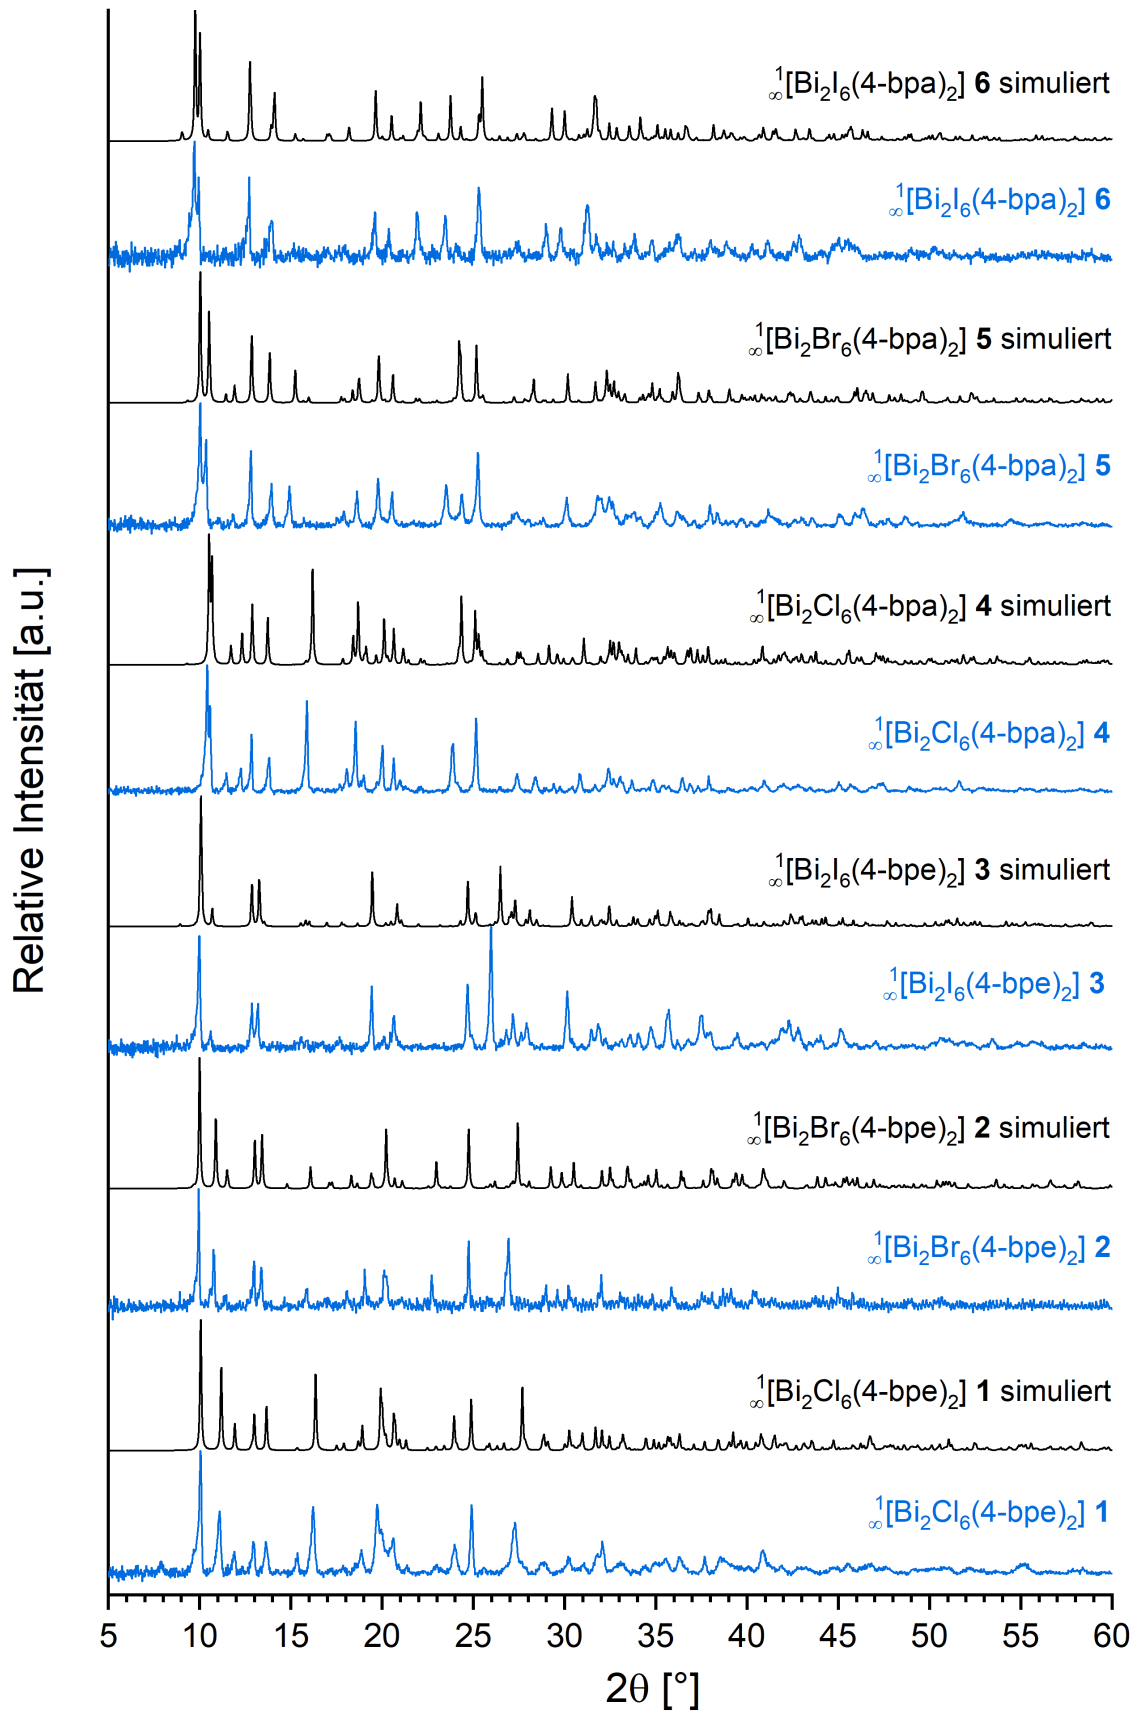 Relative Intensität [a.u.]
¹∞[Bi₂I₆(4-bpa)₂] 6 simuliert
¹∞[Bi₂I₆(4-bpa)₂] 6
¹∞[Bi₂Br₆(4-bpa)₂] 5 simuliert
¹∞[Bi₂Br₆(4-bpa)₂] 5
¹∞[Bi₂Cl₆(4-bpa)₂] 4 simuliert
¹∞[Bi₂Cl₆(4-bpa)₂] 4
¹∞[Bi₂I₆(4-bpe)₂] 3 simuliert
¹∞[Bi₂I₆(4-bpe)₂] 3
¹∞[Bi₂Br₆(4-bpe)₂] 2 simuliert
¹∞[Bi₂Br₆(4-bpe)₂] 2
¹∞[Bi₂Cl₆(4-bpe)₂] 1 simuliert
¹∞[Bi₂Cl₆(4-bpe)₂] 1
5 10 15 20 25 30 35 40 45 50 55 60
2θ [°]